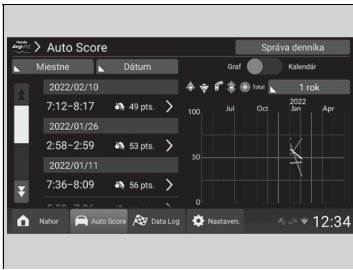 Honda
LogR
Auto Score
Správa denníka
Miestne
Dátum
Graf
Kalendár
2022/02/10
Total
1 rok
7:12–8:17
49 pts.
2022/01/26
2:58–2:59
53 pts.
2022/01/11
7:36–8:09
56 pts.
100
50
0
Jul
Oct
2022
Jan
Apr
Nahor
Auto Score
Data Log
Nastaven.
12:34